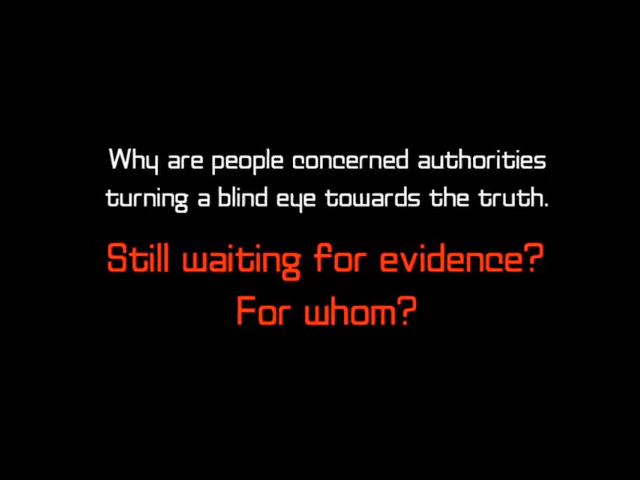 Why are people concerned authorities
turning a blind eye towards the truth.
Still waiting for evidence?
For whom?